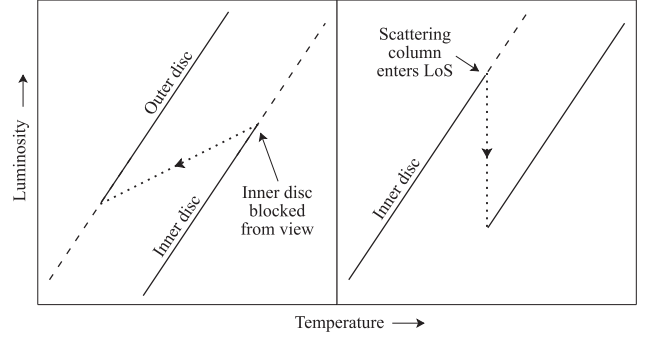 Luminosity
Outer disc
Inner disc
Inner disc
blocked
from view
Scattering
column
enters LoS
Inner disc
Temperature